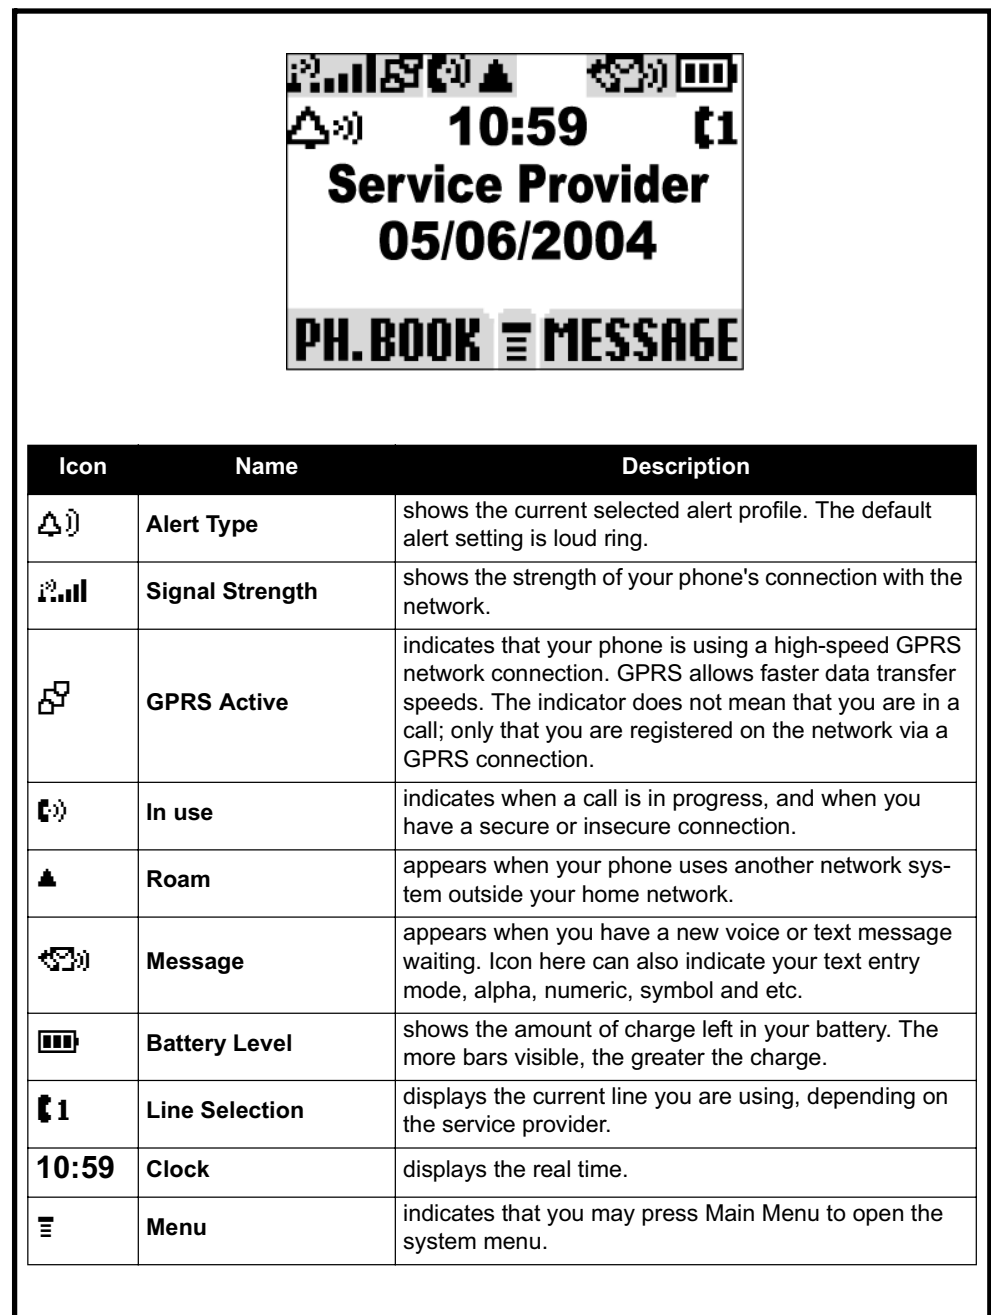 10:59
1
Service Provider
05/06/2004
PH.BOOK MESSAGE
Icon Name Description
Alert Type
shows the current selected alert profile. The default
alert setting is loud ring.
Signal Strength
shows the strength of your phone's connection with the
network.
GPRS Active
indicates that your phone is using a high-speed GPRS
network connection. GPRS allows faster data transfer
speeds. The indicator does not mean that you are in a
call; only that you are registered on the network via a
GPRS connection.
In use
indicates when a call is in progress, and when you
have a secure or insecure connection.
Roam
appears when your phone uses another network sys-
tem outside your home network.
Message
appears when you have a new voice or text message
waiting. Icon here can also indicate your text entry
mode, alpha, numeric, symbol and etc.
Battery Level
shows the amount of charge left in your battery. The
more bars visible, the greater the charge.
1
Line Selection
displays the current line you are using, depending on
the service provider.
10:59 Clock displays the real time.
Menu
indicates that you may press Main Menu to open the
system menu.